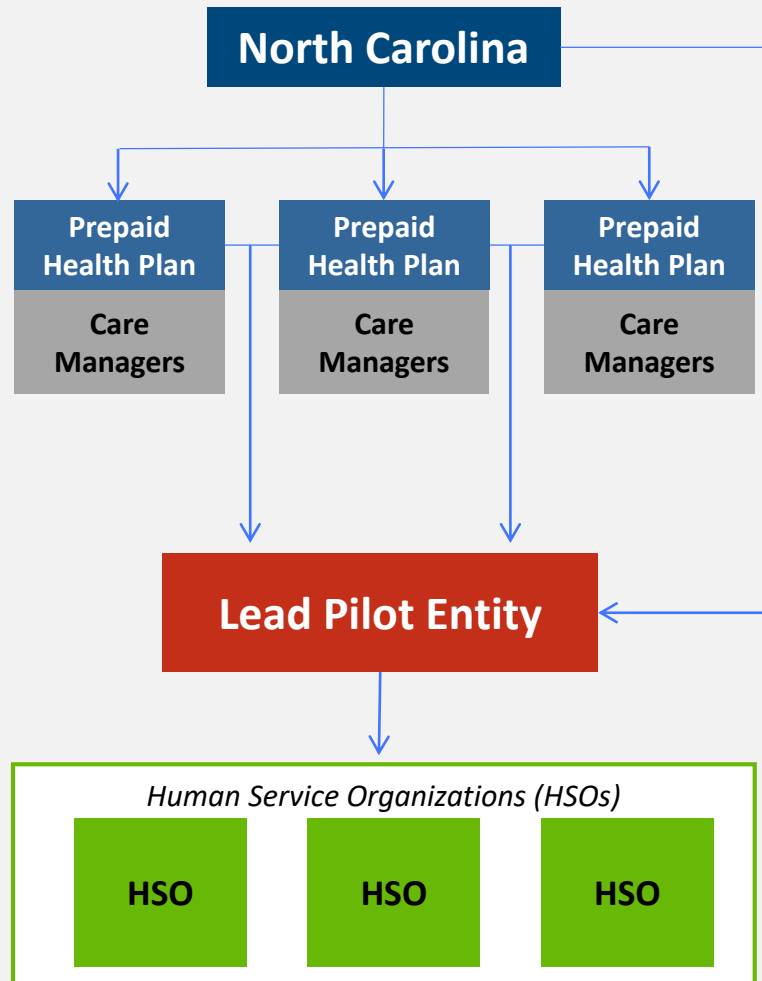 North Carolina
Prepaid
Health Plan
Care
Managers
Prepaid
Health Plan
Care
Managers
Prepaid
Health Plan
Care
Managers
Lead Pilot Entity
Human Service Organizations (HSOs)
HSO
HSO
HSO